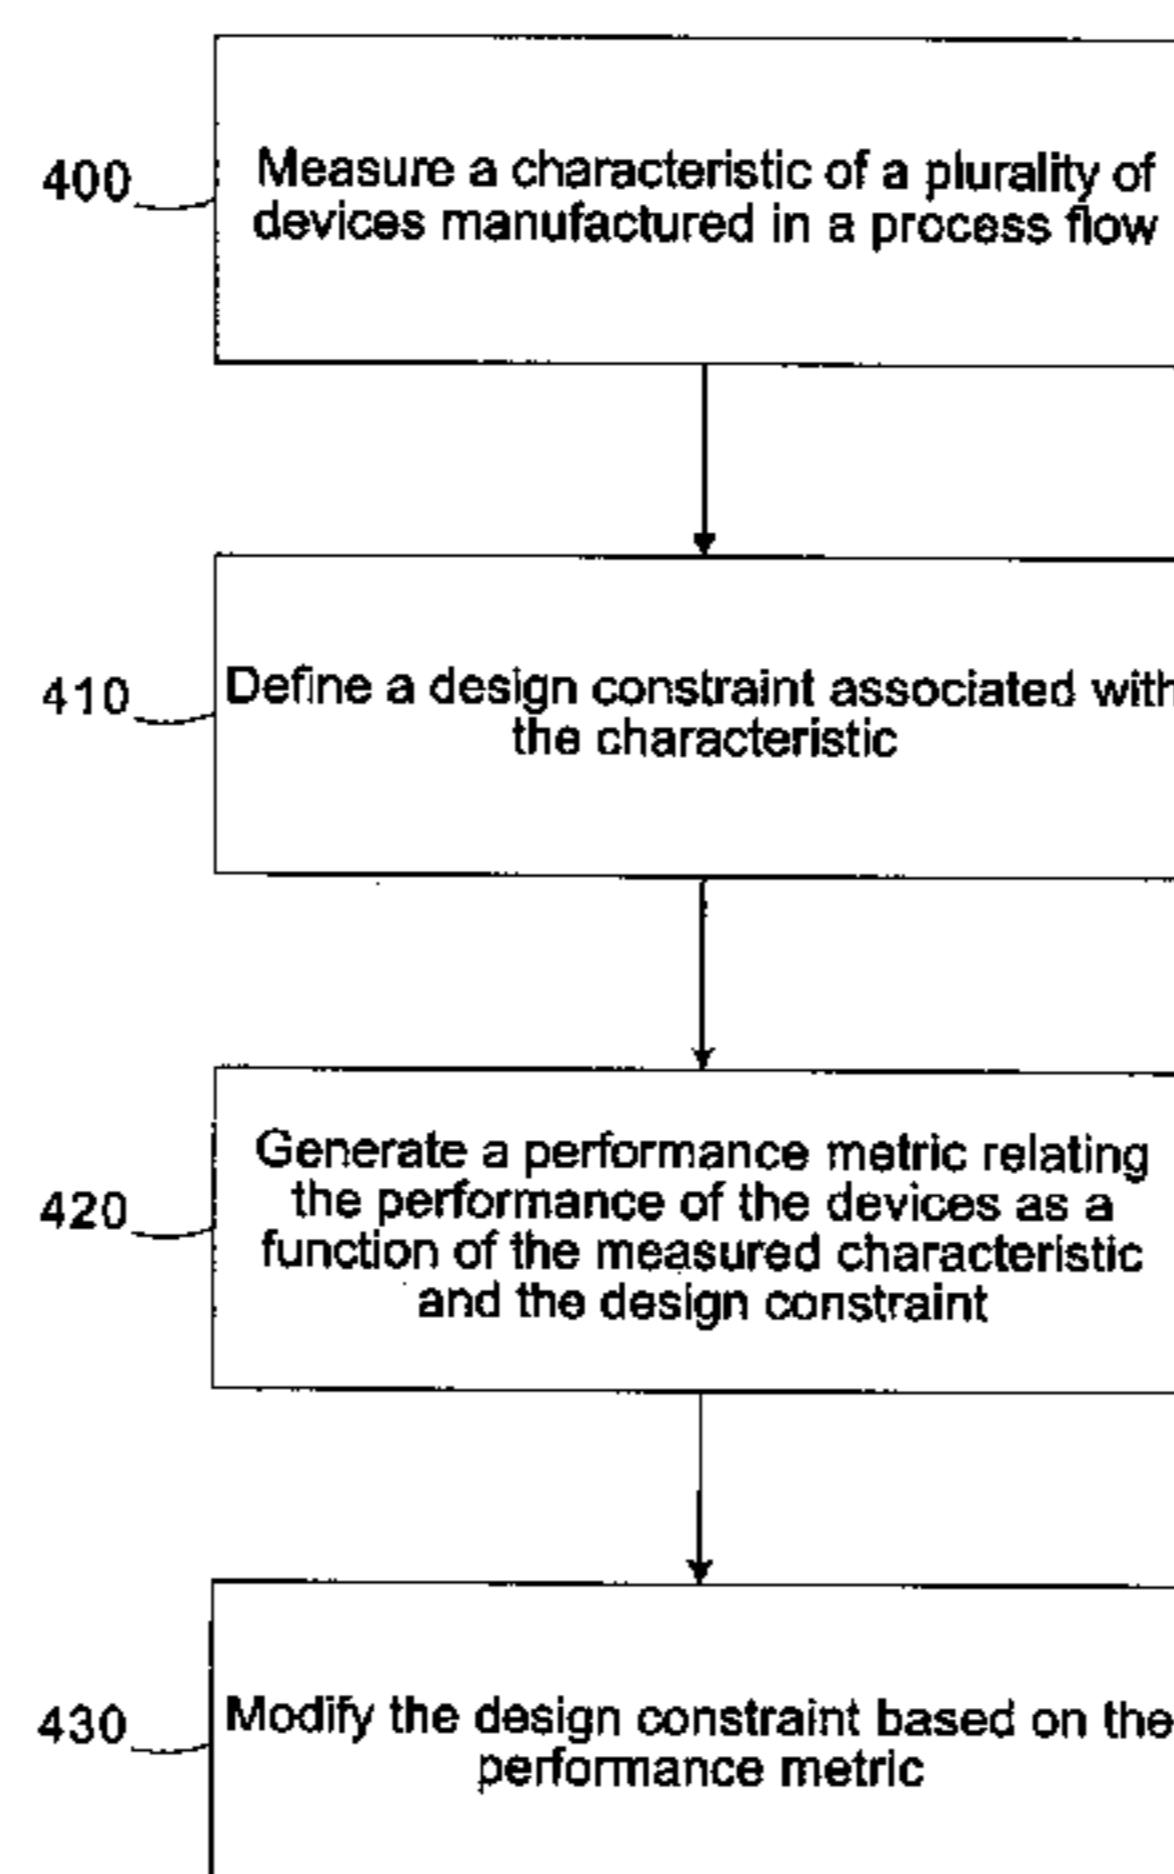 400
Measure a characteristic of a plurality of
devices manufactured in a process flow
410
Define a design constraint associated with
the characteristic
420
Generate a performance metric relating
the performance of the devices as a
function of the measured characteristic
and the design constraint
430
Modify the design constraint based on the
performance metric